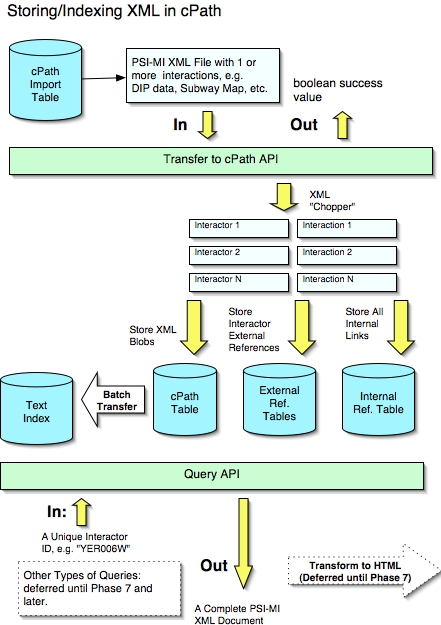 Storing/Indexing XML in cPath
cPath
Import
Table
PSI-MI XML File with 1 or
more interactions, e.g.
DIP data, Subway Map, etc.
boolean success
value
In
Out
Transfer to cPath API
XML
"Chopper"
Interactor 1
Interaction 1
Interactor 2
Interaction 2
Interactor N
Interaction N
Store XML
Blobs
Store
Interactor
External
References
Store All
Internal
Links
Text
Index
Batch
Transfer
cPath
Table
External
Ref.
Tables
Internal
Ref. Table
Query API
In:
A Unique Interactor
ID, e.g. "YER006W"
Other Types of Queries:
deferred until Phase 7 and
later.
Out
A Complete PSI-MI
XML Document
Transform to HTML
(Deferred until Phase 7)